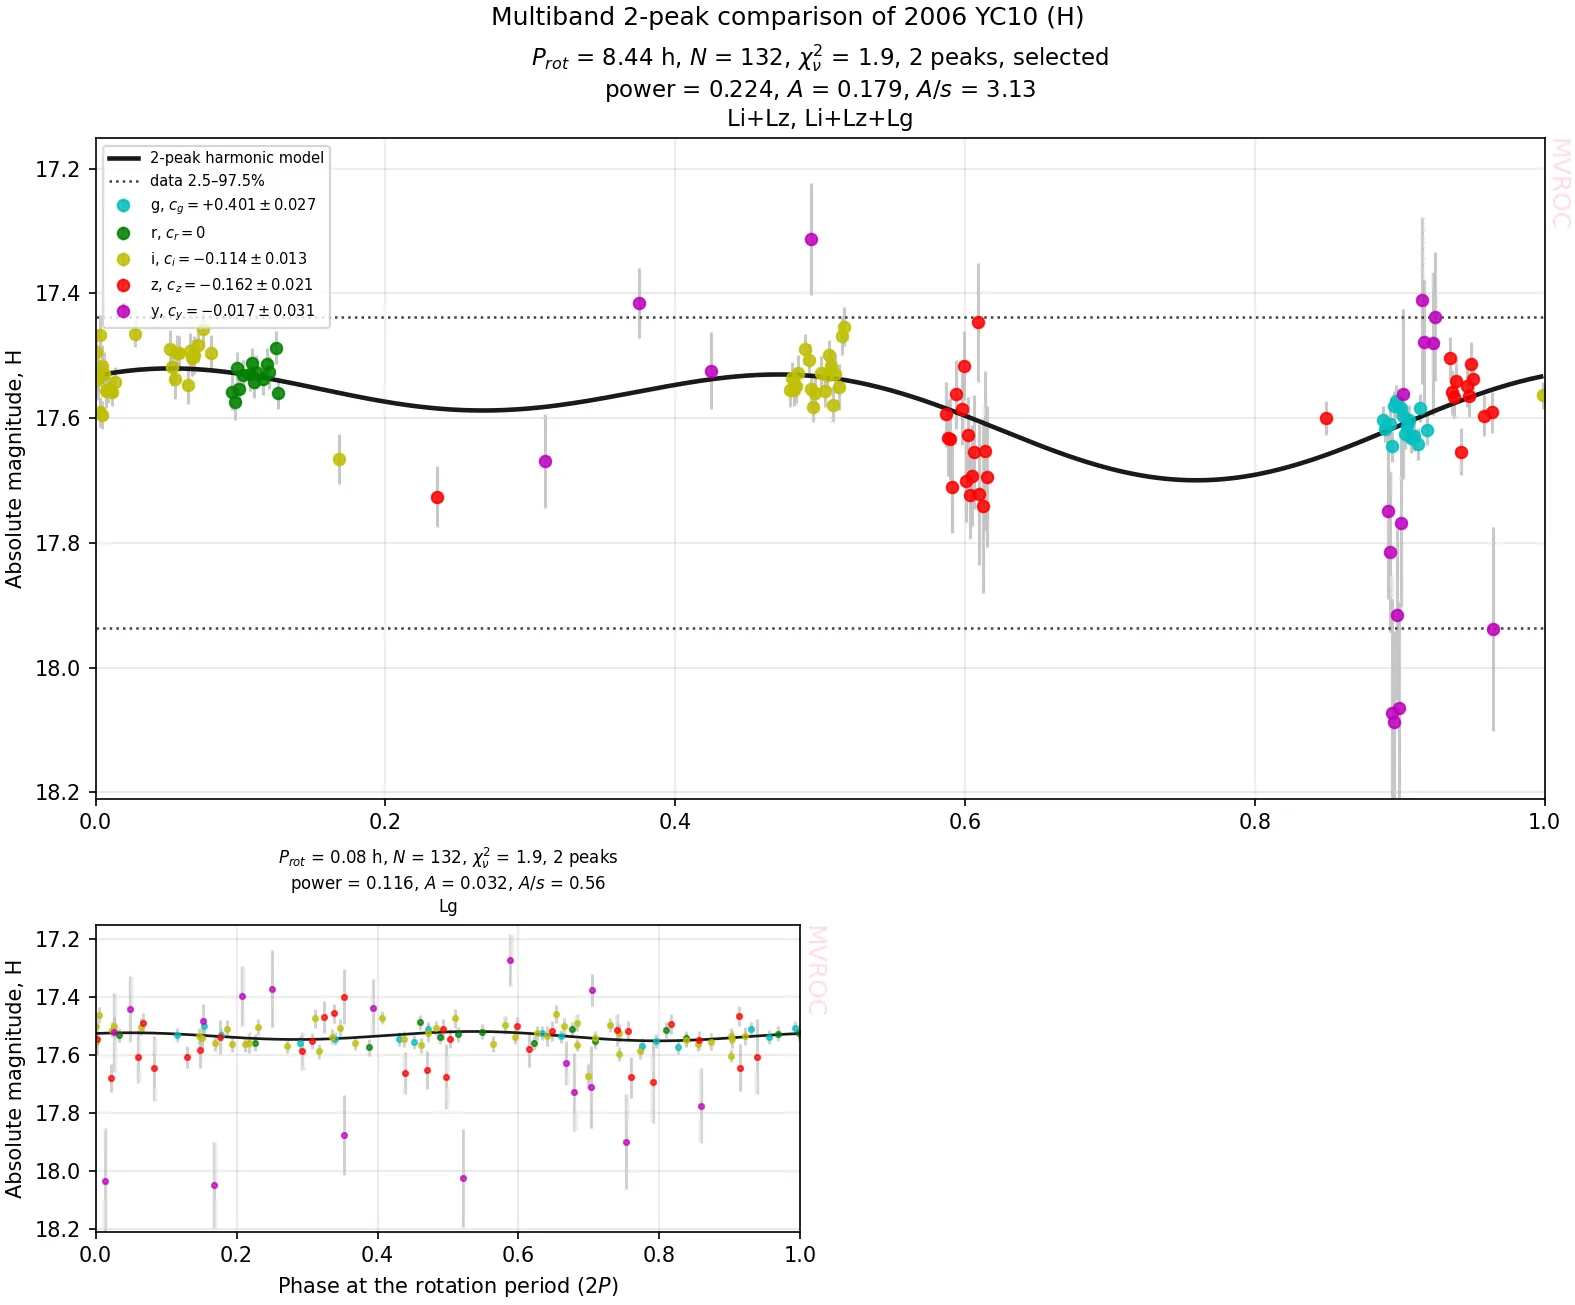 Multiband 2-peak comparison of 2006 YC10 (H)
P_rot = 8.44 h, N = 132, χ²_ν = 1.9, 2 peaks, selected
power = 0.224, A = 0.179, A/s = 3.13
Li+Lz, Li+Lz+Lg
2-peak harmonic model
data 2.5–97.5%
g, c_g = +0.401 ± 0.027
r, c_r = 0
i, c_i = −0.114 ± 0.013
z, c_z = −0.162 ± 0.021
y, c_y = −0.017 ± 0.031
17.2
17.4
17.6
17.8
18.0
18.2
Absolute magnitude, H
MVROC
0.0 0.2 0.4 0.6 0.8 1.0
P_rot = 0.08 h, N = 132, χ²_ν = 1.9, 2 peaks
power = 0.116, A = 0.032, A/s = 0.56
Lg
17.2
17.4
17.6
17.8
18.0
18.2
Absolute magnitude, H
MVROC
0.0 0.2 0.4 0.6 0.8 1.0
Phase at the rotation period (2P)